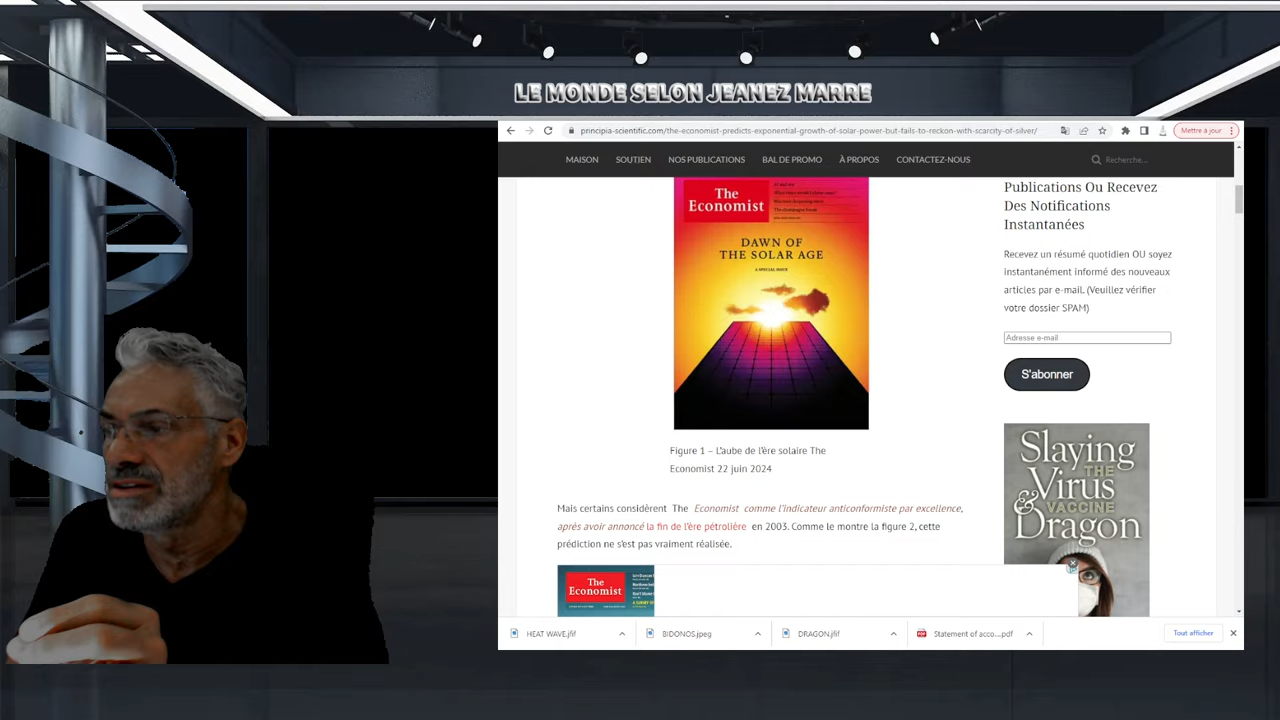 LE MONDE SELON JEANEZ MARRE
principia-scientific.com/the-economist-predicts-exponential-growth-of-solar-power-but-fails-to-reckon-with-scarcity-of-silver/
Mettre à jour
MAISON SOUTIEN NOS PUBLICATIONS BAL DE PROMO À PROPOS CONTACTEZ-NOUS Recherche...
The
Economist
DAWN OF
THE SOLAR AGE
A SPECIAL ISSUE
Figure 1 – L'aube de l'ère solaire The
Economist 22 juin 2024
Mais certains considèrent The Economist comme l'indicateur anticonformiste par excellence,
après avoir annoncé la fin de l'ère pétrolière en 2003. Comme le montre la figure 2, cette
prédiction ne s'est pas vraiment réalisée.
The
Economist
Publications Ou Recevez
Des Notifications
Instantanées
Recevez un résumé quotidien OU soyez
instantanément informé des nouveaux
articles par e-mail. (Veuillez vérifier
votre dossier SPAM)
Adresse e-mail
S'abonner
Slaying
THE
Virus
& VACCINE
Dragon
HEAT WAVE.jfif
BIDONOS.jpeg
DRAGON.jfif
Statement of acco....pdf
Tout afficher